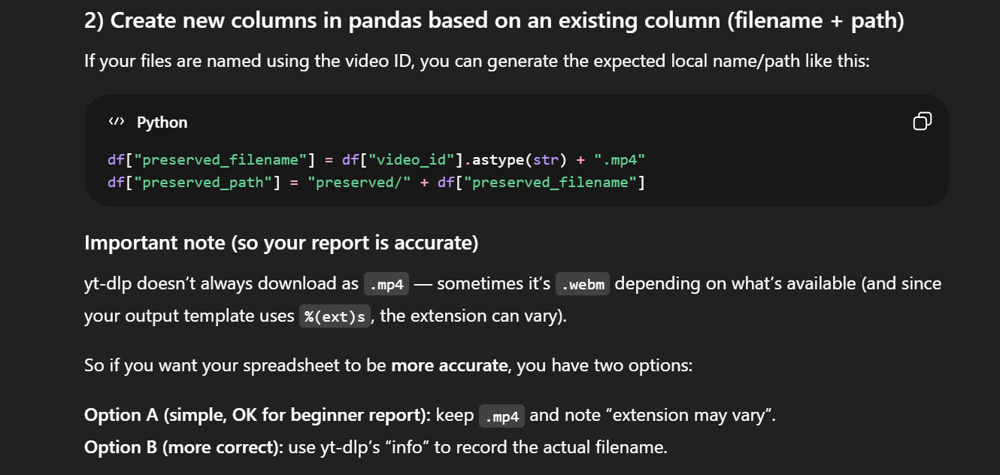 2) Create new columns in pandas based on an existing column (filename + path)
If your files are named using the video ID, you can generate the expected local name/path like this:
Python
df["preserved_filename"] = df["video_id"].astype(str) + ".mp4"
df["preserved_path"] = "preserved/" + df["preserved_filename"]
Important note (so your report is accurate)
yt-dlp doesn’t always download as .mp4 — sometimes it’s .webm depending on what’s available (and since
your output template uses %(ext)s, the extension can vary).
So if you want your spreadsheet to be more accurate, you have two options:
Option A (simple, OK for beginner report): keep .mp4 and note “extension may vary”.
Option B (more correct): use yt-dlp’s “info” to record the actual filename.